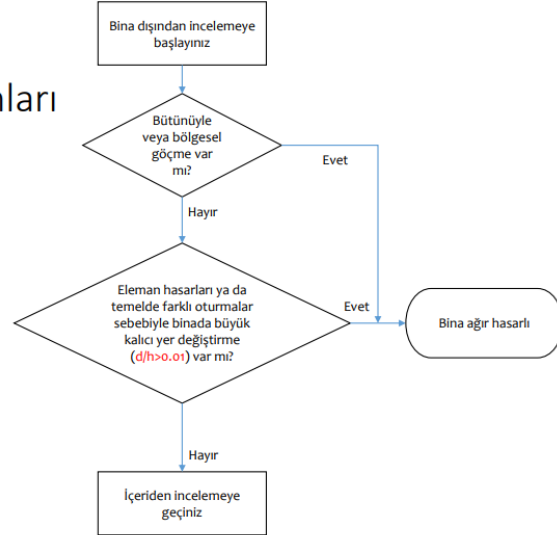 Bina dışından incelemeye
başlayınız
nları
Bütünüyle
veya bölgesel
göçme var
mı?
Evet
Hayır
Eleman hasarları ya da
temelde farklı oturmalar
sebebiyle binada büyük
kalıcı yer değiştirme
(d/h>0.01) var mı?
Evet
Bina ağır hasarlı
Hayır
İçeriden incelemeye
geçiniz